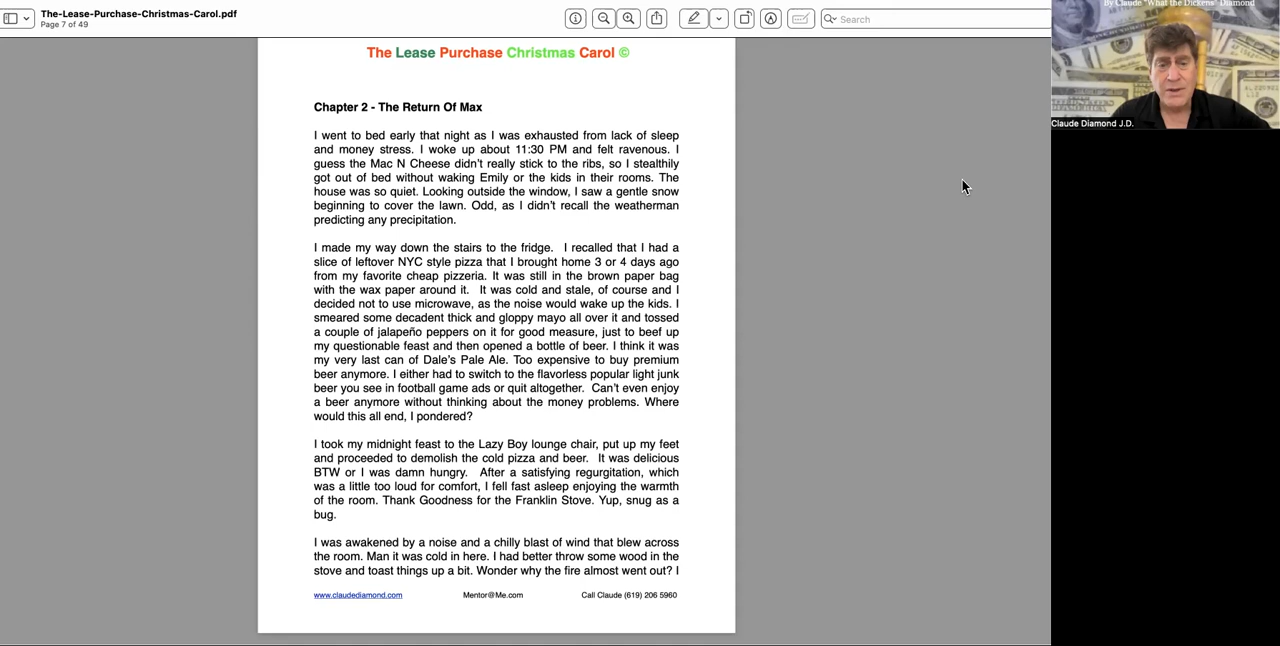 The-Lease-Purchase-Christmas-Carol.pdf
Page 7 of 49
Search
By Claude "What the Dickens" Diamond
Claude Diamond J.D.
The Lease Purchase Christmas Carol ©
Chapter 2 - The Return Of Max
I went to bed early that night as I was exhausted from lack of sleep
and money stress. I woke up about 11:30 PM and felt ravenous. I
guess the Mac N Cheese didn't really stick to the ribs, so I stealthily
got out of bed without waking Emily or the kids in their rooms. The
house was so quiet. Looking outside the window, I saw a gentle snow
beginning to cover the lawn. Odd, as I didn't recall the weatherman
predicting any precipitation.
I made my way down the stairs to the fridge. I recalled that I had a
slice of leftover NYC style pizza that I brought home 3 or 4 days ago
from my favorite cheap pizzeria. It was still in the brown paper bag
with the wax paper around it. It was cold and stale, of course and I
decided not to use microwave, as the noise would wake up the kids. I
smeared some decadent thick and gloppy mayo all over it and tossed
a couple of jalapeño peppers on it for good measure, just to beef up
my questionable feast and then opened a bottle of beer. I think it was
my very last can of Dale's Pale Ale. Too expensive to buy premium
beer anymore. I either had to switch to the flavorless popular light junk
beer you see in football game ads or quit altogether. Can't even enjoy
a beer anymore without thinking about the money problems. Where
would this all end, I pondered?
I took my midnight feast to the Lazy Boy lounge chair, put up my feet
and proceeded to demolish the cold pizza and beer. It was delicious
BTW or I was damn hungry. After a satisfying regurgitation, which
was a little too loud for comfort, I fell fast asleep enjoying the warmth
of the room. Thank Goodness for the Franklin Stove. Yup, snug as a
bug.
I was awakened by a noise and a chilly blast of wind that blew across
the room. Man it was cold in here. I had better throw some wood in the
stove and toast things up a bit. Wonder why the fire almost went out? I
www.claudediamond.com Mentor@Me.com Call Claude (619) 206 5960